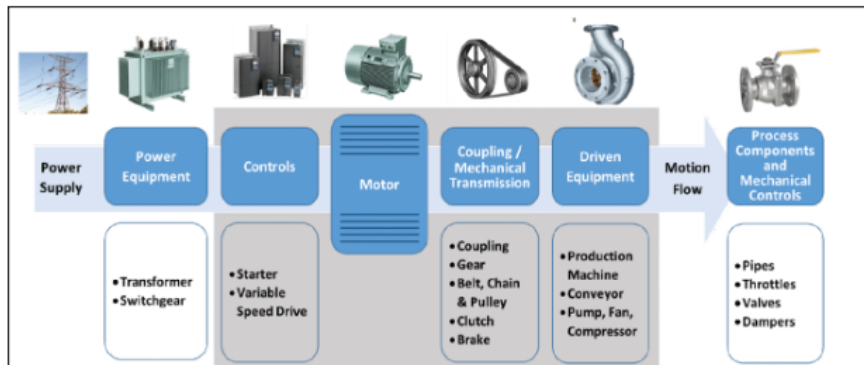 Power
Supply
Power
Equipment
Controls
Motor
Coupling /
Mechanical
Transmission
Driven
Equipment
Motion
Flow
Process
Components
and
Mechanical
Controls
•Transformer
•Switchgear
•Starter
•Variable
Speed Drive
•Coupling
•Gear
•Belt, Chain
& Pulley
•Clutch
•Brake
•Production
Machine
•Conveyor
•Pump, Fan,
Compressor
•Pipes
•Throttles
•Valves
•Dampers